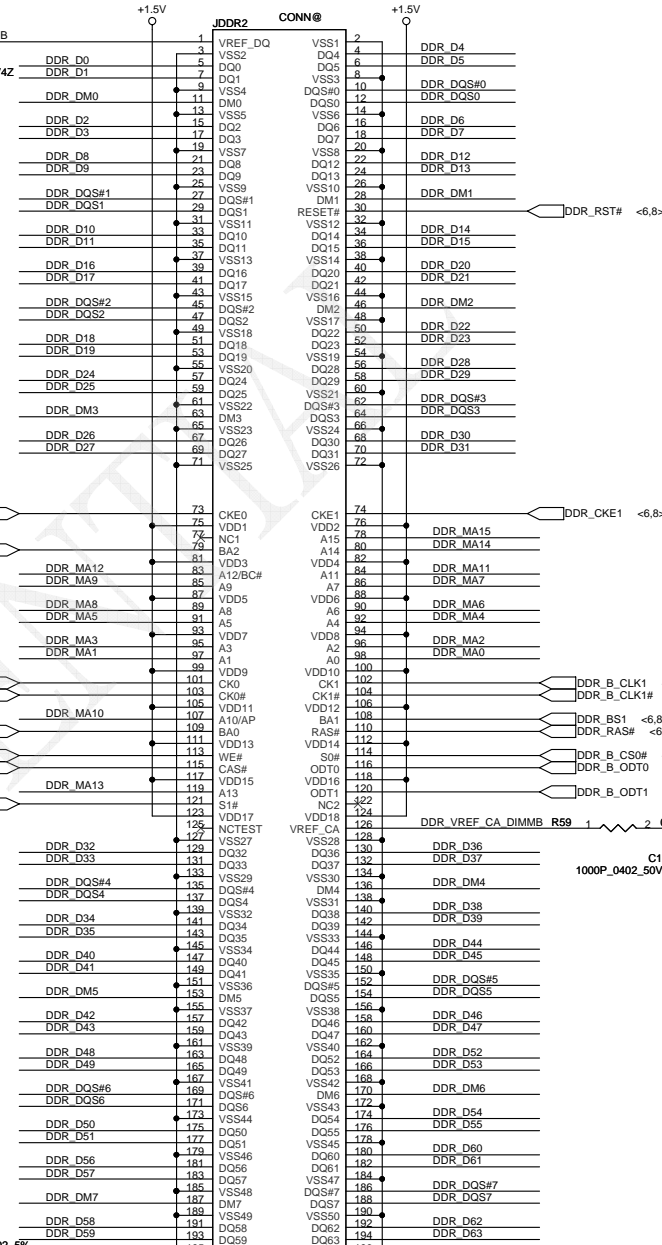 +1.5V +1.5V
JDDR2 CONN@
B 1 VREF_DQ VSS1 2
3 VSS2 DQ4 4 DDR_D4
DDR_D0 5 DQ0 DQ5 6 DDR_D5
4Z DDR_D1 7 DQ1 VSS3 8
9 VSS4 DQS#0 10 DDR_DQS#0
DDR_DM0 11 DM0 DQS0 12 DDR_DQS0
13 VSS5 VSS6 14
DDR_D2 15 DQ2 DQ6 16 DDR_D6
DDR_D3 17 DQ3 DQ7 18 DDR_D7
19 VSS7 VSS8 20
DDR_D8 21 DQ8 DQ12 22 DDR_D12
DDR_D9 23 DQ9 DQ13 24 DDR_D13
25 VSS9 VSS10 26
DDR_DQS#1 27 DQS#1 DM1 28 DDR_DM1
DDR_DQS1 29 DQS1 RESET# 30 DDR_RST# <6,8>
31 VSS11 VSS12 32
DDR_D10 33 DQ10 DQ14 34 DDR_D14
DDR_D11 35 DQ11 DQ15 36 DDR_D15
37 VSS13 VSS14 38
DDR_D16 39 DQ16 DQ20 40 DDR_D20
DDR_D17 41 DQ17 DQ21 42 DDR_D21
43 VSS15 VSS16 44
DDR_DQS#2 45 DQS#2 DM2 46 DDR_DM2
DDR_DQS2 47 DQS2 VSS17 48
49 VSS18 DQ22 50 DDR_D22
DDR_D18 51 DQ18 DQ23 52 DDR_D23
DDR_D19 53 DQ19 VSS19 54
55 VSS20 DQ28 56 DDR_D28
DDR_D24 57 DQ24 DQ29 58 DDR_D29
DDR_D25 59 DQ25 VSS21 60
61 VSS22 DQS#3 62 DDR_DQS#3
DDR_DM3 63 DM3 DQS3 64 DDR_DQS3
65 VSS23 VSS24 66
DDR_D26 67 DQ26 DQ30 68 DDR_D30
DDR_D27 69 DQ27 DQ31 70 DDR_D31
71 VSS25 VSS26 72
73 CKE0 CKE1 74 DDR_CKE1 <6,8>
75 VDD1 VDD2 76
77 NC1 A15 78 DDR_MA15
79 BA2 A14 80 DDR_MA14
81 VDD3 VDD4 82
DDR_MA12 83 A12/BC# A11 84 DDR_MA11
DDR_MA9 85 A9 A7 86 DDR_MA7
87 VDD5 VDD6 88
DDR_MA8 89 A8 A6 90 DDR_MA6
DDR_MA5 91 A5 A4 92 DDR_MA4
93 VDD7 VDD8 94
DDR_MA3 95 A3 A2 96 DDR_MA2
DDR_MA1 97 A1 A0 98 DDR_MA0
99 VDD9 VDD10 100
101 CK0 CK1 102 DDR_B_CLK1
103 CK0# CK1# 104 DDR_B_CLK1#
105 VDD11 VDD12 106
DDR_MA10 107 A10/AP BA1 108 DDR_BS1 <6,8
109 BA0 RAS# 110 DDR_RAS# <6
111 VDD13 VDD14 112
113 WE# S0# 114 DDR_B_CS0#
115 CAS# ODT0 116 DDR_B_ODT0
117 VDD15 VDD16 118
DDR_MA13 119 A13 ODT1 120 DDR_B_ODT1
121 S1# NC2 122
123 VDD17 VDD18 124
125 NCTEST VREF_CA 126 DDR_VREF_CA_DIMMB R59 1 2
127 VSS27 VSS28 128
DDR_D32 129 DQ32 DQ36 130 DDR_D36
DDR_D33 131 DQ33 DQ37 132 DDR_D37 C1
133 VSS29 VSS30 134 1000P_0402_50V
DDR_DQS#4 135 DQS#4 DM4 136 DDR_DM4
DDR_DQS4 137 DQS4 VSS31 138
139 VSS32 DQ38 140 DDR_D38
DDR_D34 141 DQ34 DQ39 142 DDR_D39
DDR_D35 143 DQ35 VSS33 144
145 VSS34 DQ44 146 DDR_D44
DDR_D40 147 DQ40 DQ45 148 DDR_D45
DDR_D41 149 DQ41 VSS35 150
151 VSS36 DQS#5 152 DDR_DQS#5
DDR_DM5 153 DM5 DQS5 154 DDR_DQS5
155 VSS37 VSS38 156
DDR_D42 157 DQ42 DQ46 158 DDR_D46
DDR_D43 159 DQ43 DQ47 160 DDR_D47
161 VSS39 VSS40 162
DDR_D48 163 DQ48 DQ52 164 DDR_D52
DDR_D49 165 DQ49 DQ53 166 DDR_D53
167 VSS41 VSS42 168
DDR_DQS#6 169 DQS#6 DM6 170 DDR_DM6
DDR_DQS6 171 DQS6 VSS43 172
173 VSS44 DQ54 174 DDR_D54
DDR_D50 175 DQ50 DQ55 176 DDR_D55
DDR_D51 177 DQ51 VSS45 178
179 VSS46 DQ60 180 DDR_D60
DDR_D56 181 DQ56 DQ61 182 DDR_D61
DDR_D57 183 DQ57 VSS47 184
185 VSS48 DQS#7 186 DDR_DQS#7
DDR_DM7 187 DM7 DQS7 188 DDR_DQS7
189 VSS49 VSS50 190
DDR_D58 191 DQ58 DQ62 192 DDR_D62
DDR_D59 193 DQ59 DQ63 194 DDR_D63